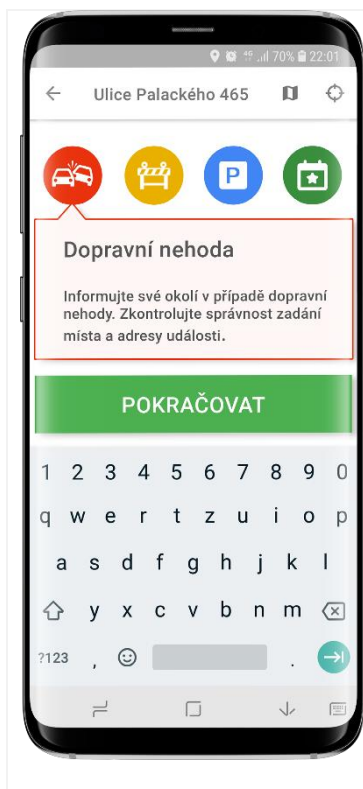 4G 70% 22:01
Ulice Palackého 465
P
Dopravní nehoda
Informujte své okolí v případě dopravní
nehody. Zkontrolujte správnost zadání
místa a adresy události.
POKRAČOVAT
1 2 3 4 5 6 7 8 9 0
q w e r t z u i o p
a s d f g h j k l
y x c v b n m
?123 , .